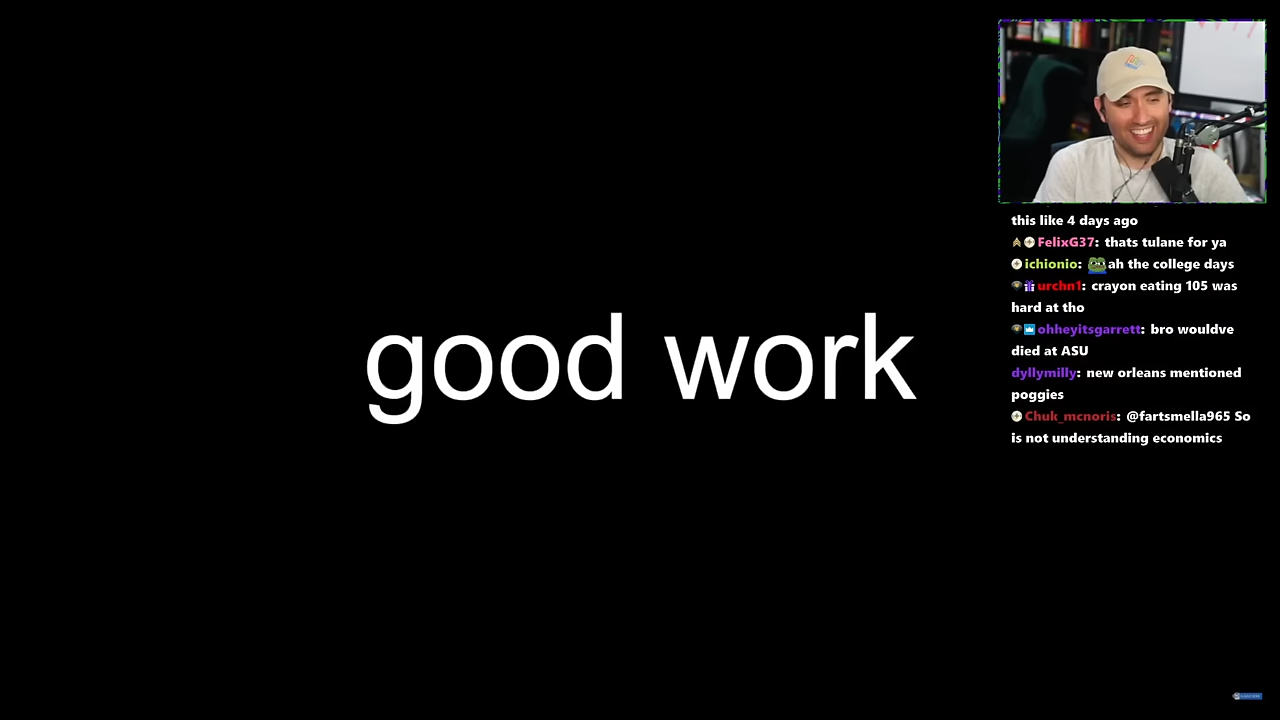 good work
this like 4 days ago
FelixG37: thats tulane for ya
ichionio: ah the college days
urchn1: crayon eating 105 was
hard at tho
ohheyitsgarrett: bro wouldve
died at ASU
dyllymilly: new orleans mentioned
poggies
Chuk_mcnoris: @fartsmella965 So
is not understanding economics